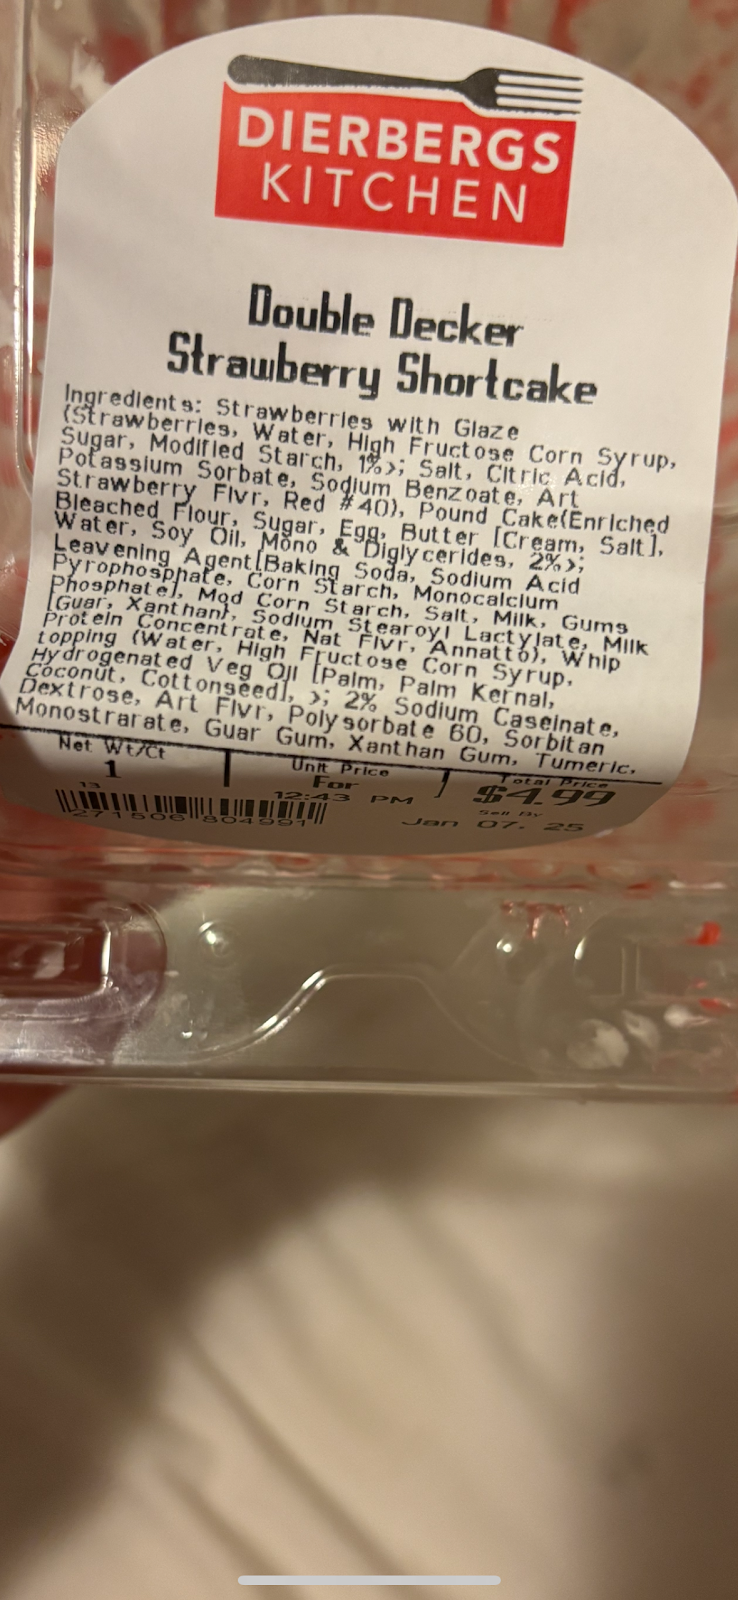 DIERBERGS
KITCHEN
Double Decker
Strawberry Shortcake
Ingredients: Strawberries with Glaze
(Strawberries, Water, High Fructose Corn Syrup,
Sugar, Modified Starch, 1%>; Salt, Citric Acid,
Potassium Sorbate, Sodium Benzoate, Art
Strawberry Flvr, Red #40), Pound Cake(Enriched
Bleached Flour, Sugar, Egg, Butter [Cream, Salt],
Water, Soy Oil, Mono & Diglycerides, 2%>;
Leavening Agent[Baking Soda, Sodium Acid
Pyrophosphate, Corn Starch, Monocalcium
Phosphate], Mod Corn Starch, Salt, Milk, Gums
[Guar, Xanthan}, Sodium Stearoyl Lactylate, Milk
Protein Concentrate, Nat Flvr, Annatto), Whip
topping (Water, High Fructose Corn Syrup,
Hydrogenated Veg Oil [Palm, Palm Kernal,
Coconut, Cottonseed], >; 2% Sodium Caseinate,
Dextrose, Art Flvr, Polysorbate 60, Sorbitan
Monostrarate, Guar Gum, Xanthan Gum, Tumeric,
Net Wt/Ct Unit Price Total Price
1 For $4.99
13 12:43 PM Sell By
271506 804991 Jan 07, 25